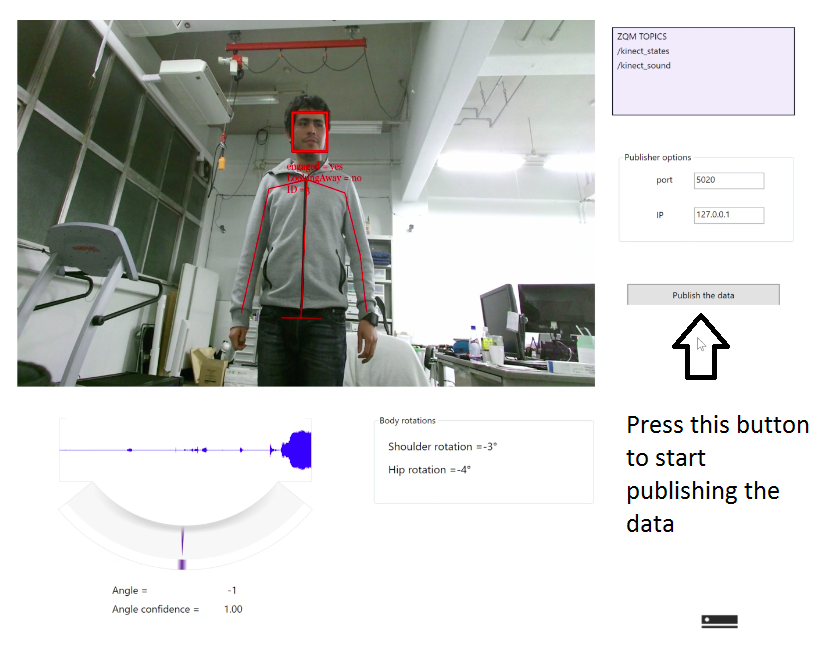 ZQM TOPICS
/kinect_states
/kinect_sound
engaged = yes
LookingAway = no
ID =
Publisher options
port 5020
IP 127.0.0.1
Publish the data
Press this button
to start
publishing the
data
Body rotations
Shoulder rotation =-3°
Hip rotation =-4°
Angle = -1
Angle confidence = 1.00